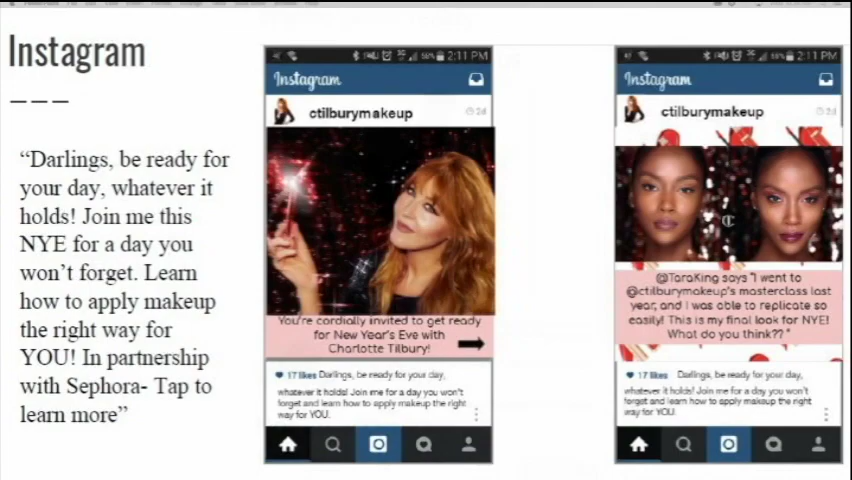 Instagram
“Darlings, be ready for
your day, whatever it
holds! Join me this
NYE for a day you
won’t forget. Learn
how to apply makeup
the right way for
YOU! In partnership
with Sephora- Tap to
learn more”
2:11 PM
Instagram
ctilburymakeup
2d
You're cordially invited to get ready
for New Year's Eve with
Charlotte Tilbury!
17 likes Darlings, be ready for your day,
whatever it holds! Join me for a day you won't
forget and learn how to apply makeup the right
way for YOU.
2:11 PM
Instagram
ctilburymakeup
2d
@TaraKing says "I went to
@ctilburymakeup's masterclass last
year, and I was able to replicate so
easily! This is my final look for NYE!
What do you think?? "
17 likes Darlings, be ready for your day,
whatever it holds! Join me for a day you won't
forget and learn how to apply makeup the right
way for YOU.